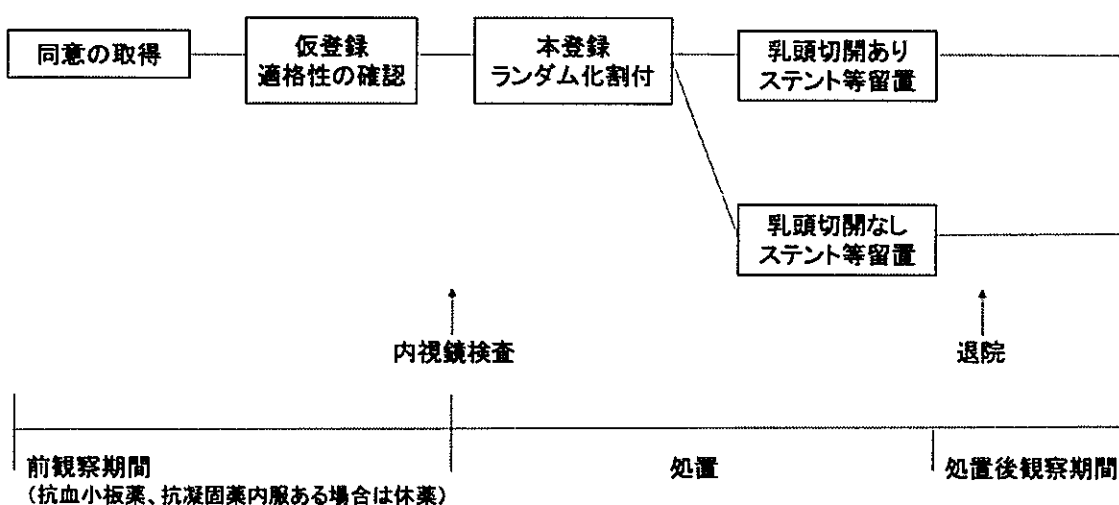 同意の取得
仮登録
適格性の確認
本登録
ランダム化割付
乳頭切開あり
ステント等留置
乳頭切開なし
ステント等留置
内視鏡検査
退院
前観察期間
(抗血小板薬、抗凝固薬内服ある場合は休薬)
処置
処置後観察期間